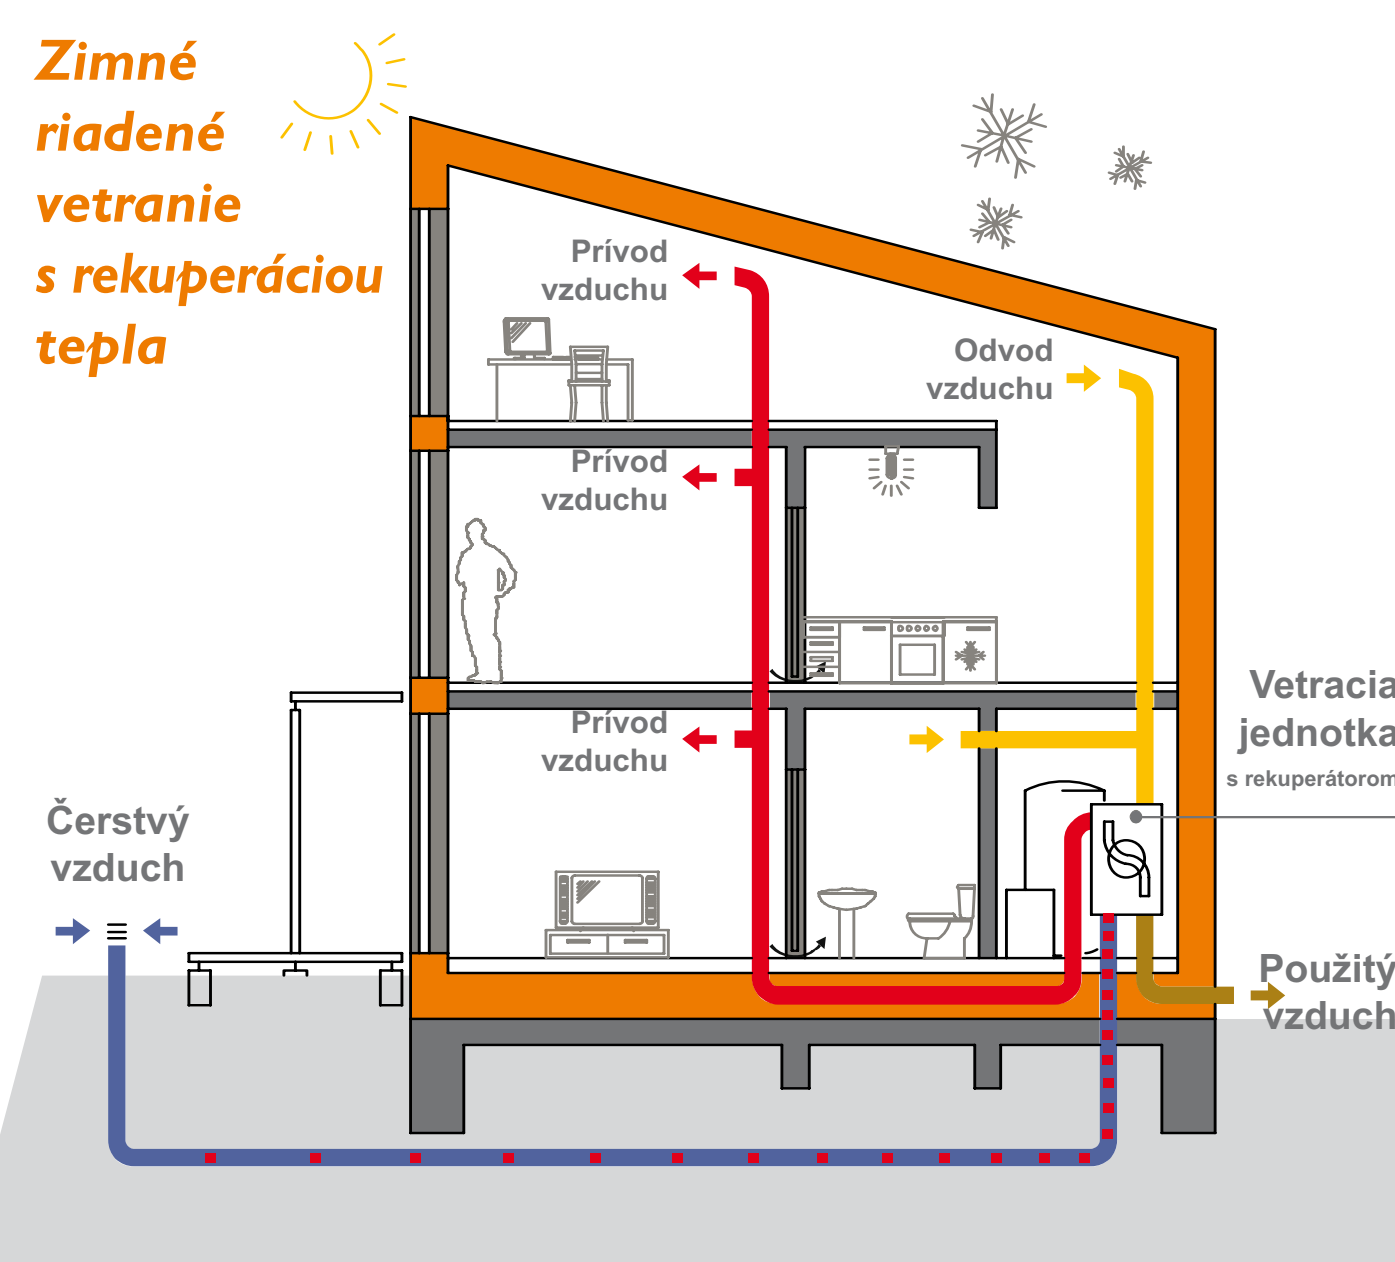 Zimné
riadené
vetranie
s rekuperáciou
tepla
Prívod
vzduchu
Odvod
vzduchu
Prívod
vzduchu
Prívod
vzduchu
Vetracia
jednotka
s rekuperátorom
Čerstvý
vzduch
Použitý
vzduch